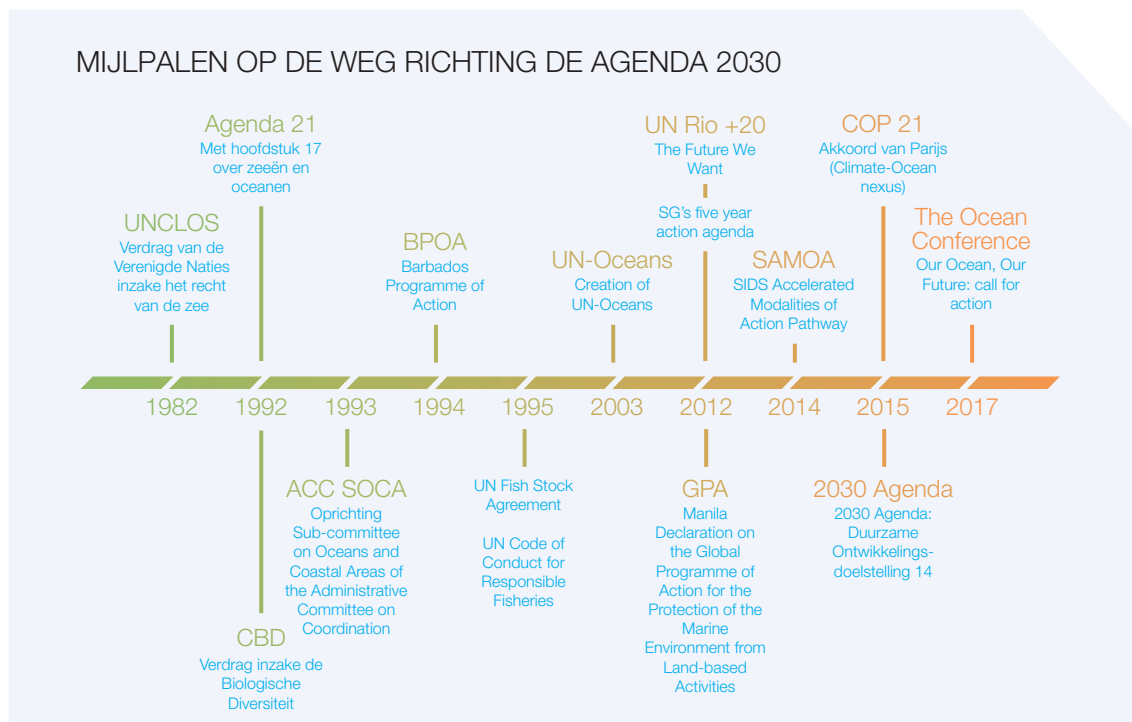 MIJLPALEN OP DE WEG RICHTING DE AGENDA 2030
UNCLOS
Verdrag van de
Verenigde Naties
inzake het recht
van de zee
Agenda 21
Met hoofdstuk 17
over zeeën en
oceanen
BPOA
Barbados
Programme of
Action
UN-Oceans
Creation of
UN-Oceans
UN Rio +20
The Future We
Want
SG's five year
action agenda
SAMOA
SIDS Accelerated
Modalities of
Action Pathway
COP 21
Akkoord van Parijs
(Climate-Ocean
nexus)
The Ocean
Conference
Our Ocean, Our
Future: call for
action
1982 1992 1993 1994 1995 2003 2012 2014 2015 2017
CBD
Verdrag inzake de
Biologische
Diversiteit
ACC SOCA
Oprichting
Sub-committee
on Oceans and
Coastal Areas of
the Administrative
Committee on
Coordination
UN Fish Stock
Agreement
UN Code of
Conduct for
Responsible
Fisheries
GPA
Manila
Declaration on
the Global
Programme of
Action for the
Protection of the
Marine
Environment from
Land-based
Activities
2030 Agenda
2030 Agenda:
Duurzame
Ontwikkelings-
doelstelling 14